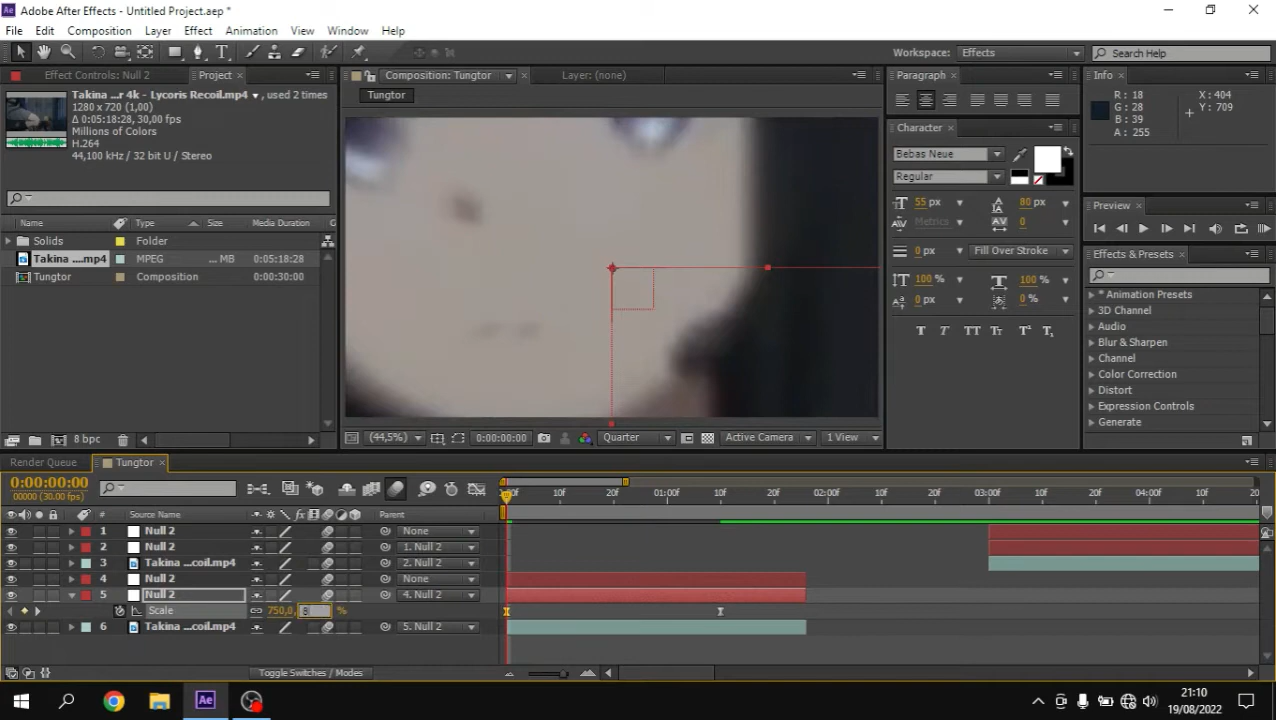 Adobe After Effects - Untitled Project.aep *
File Edit Composition Layer Effect Animation View Window Help
Workspace: Effects Search Help
Effect Controls: Null 2 Project
Takina ...r 4k - Lycoris Recoil.mp4 , used 2 times
1280 x 720 (1,00)
Δ 0:05:18:28, 30,00 fps
Millions of Colors
H.264
44,100 kHz / 32 bit U / Stereo
Name Type Size Media Duration
Solids Folder
Takina ....mp4 MPEG ... MB 0:05:18:28
Tungtor Composition 0:00:30:00
8 bpc
Composition: Tungtor Layer: (none)
Tungtor
(44,5%) 0:00:00:00 Quarter Active Camera 1 View
Paragraph
Character
Bebas Neue
Regular
55 px 80 px
Metrics 0
0 px Fill Over Stroke
100 % 100 %
0 px 0 %
T T TT Tt T¹ T₁
Info
R : 18
G : 28
B : 39
A : 255
X : 404
Y : 709
Preview
Effects & Presets
* Animation Presets
3D Channel
Audio
Blur & Sharpen
Channel
Color Correction
Distort
Expression Controls
Generate
Render Queue Tungtor
0:00:00:00
00000 (30.00 fps)
:00f 10f 20f 01:00f 10f 20f 02:00f 10f 20f 03:00f 10f 20f 04:00f 10f 20
# Source Name Parent
1 Null 2 None
2 Null 2 1. Null 2
3 Takina ...coil.mp4 2. Null 2
4 Null 2 None
5 Null 2 4. Null 2
Scale 750,0, 8 %
6 Takina ...coil.mp4 5. Null 2
Toggle Switches / Modes
Ae
21:10
19/08/2022